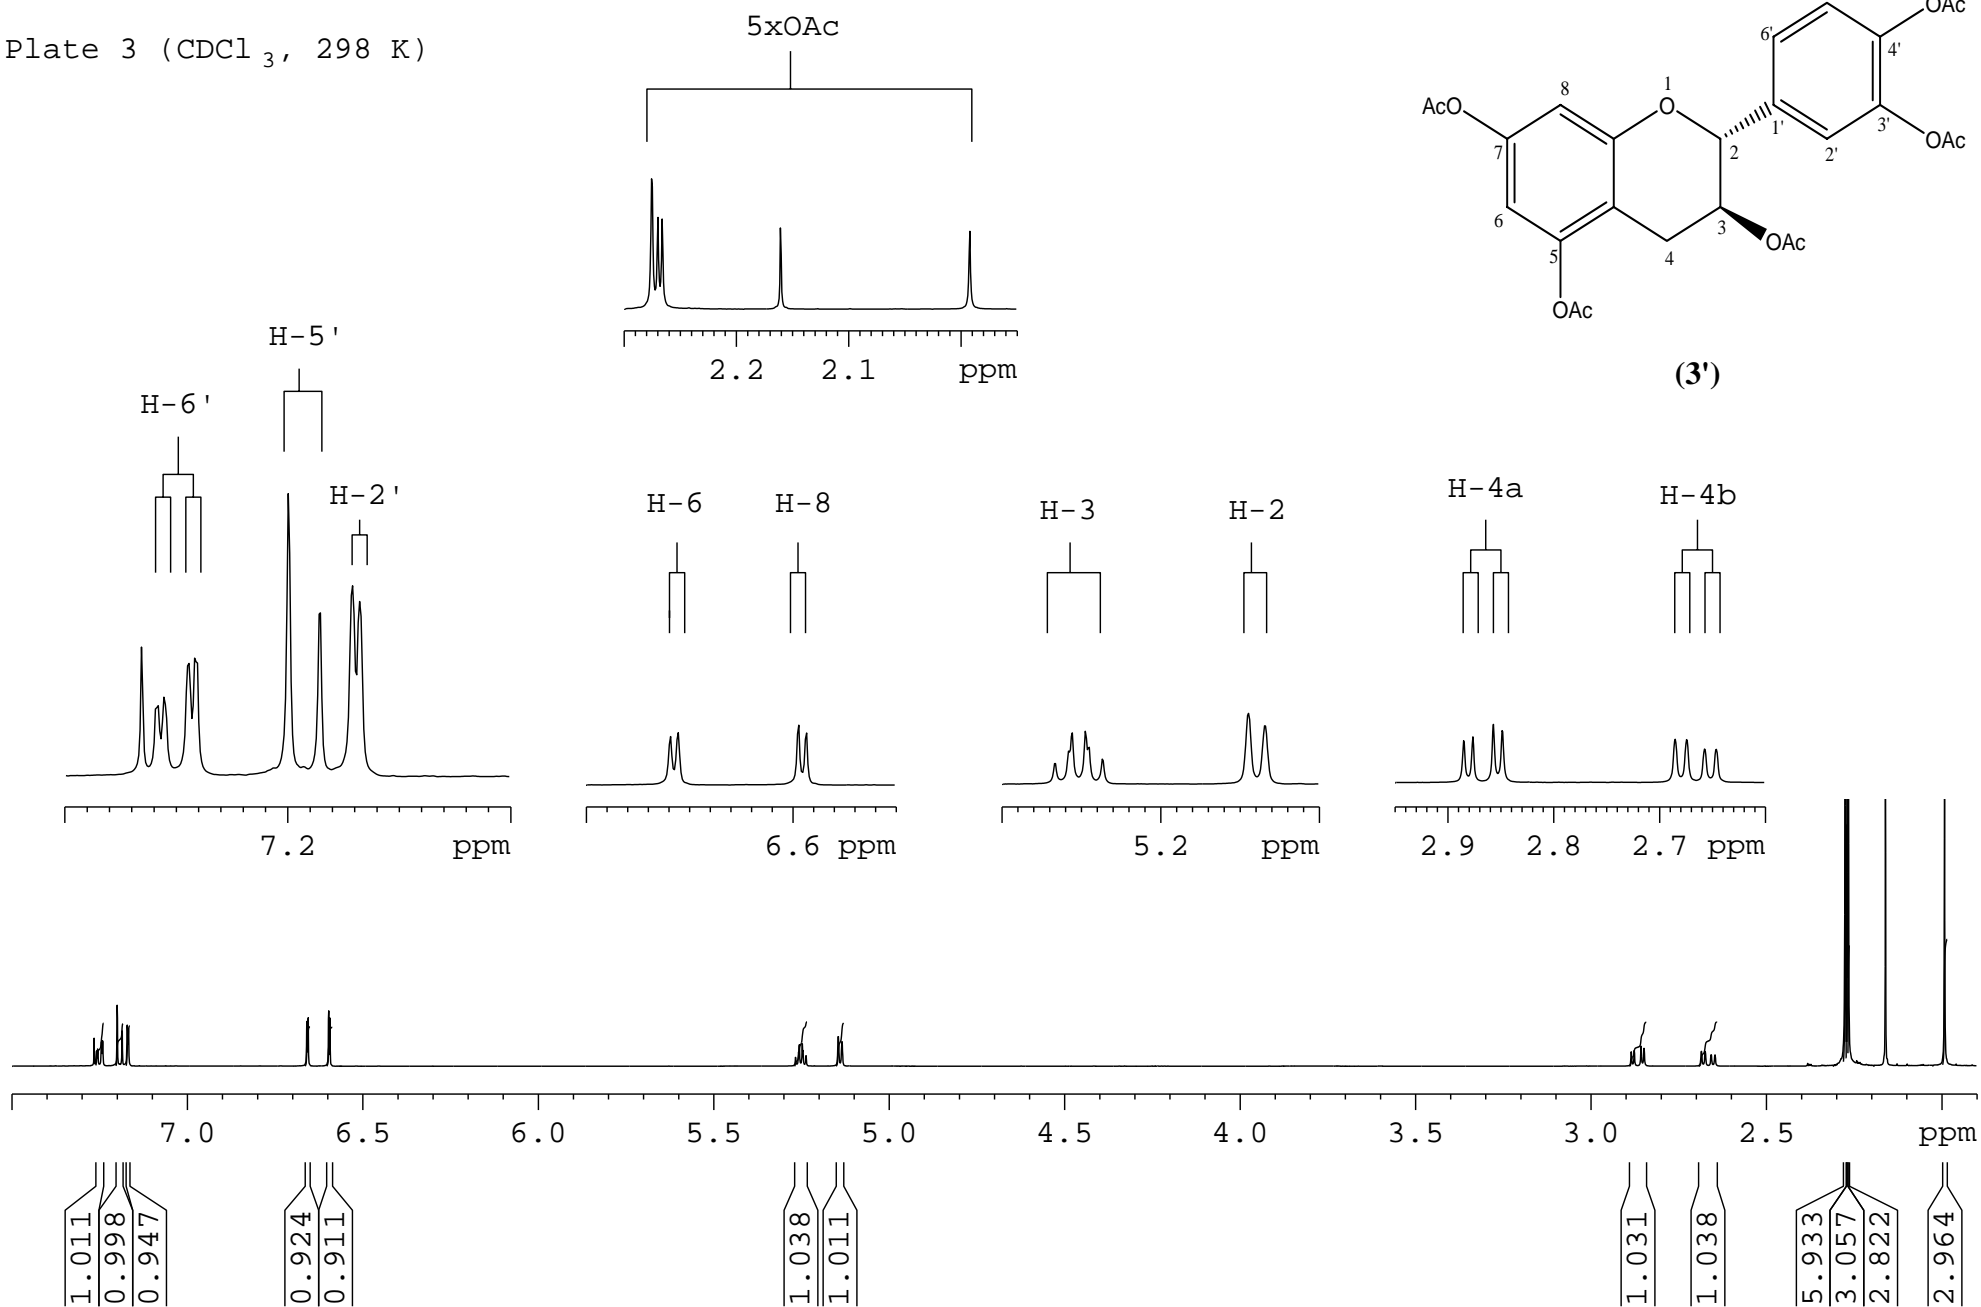 Plate 3 (CDCl3, 298 K)
5xOAc
2.2 2.1 ppm
OAc
6'
4'
1
8
O
AcO
1'
3'
OAc
7
2
2'
6
3
OAc
5
4
OAc
(3')
H-6'
H-5'
H-2'
H-6
H-8
H-3
H-2
H-4a
H-4b
7.2 ppm
6.6 ppm
5.2 ppm
2.9 2.8 2.7 ppm
7.0 6.5 6.0 5.5 5.0 4.5 4.0 3.5 3.0 2.5 ppm
1.011
0.998
0.947
0.924
0.911
1.038
1.011
1.031
1.038
5.933
3.057
2.822
2.964